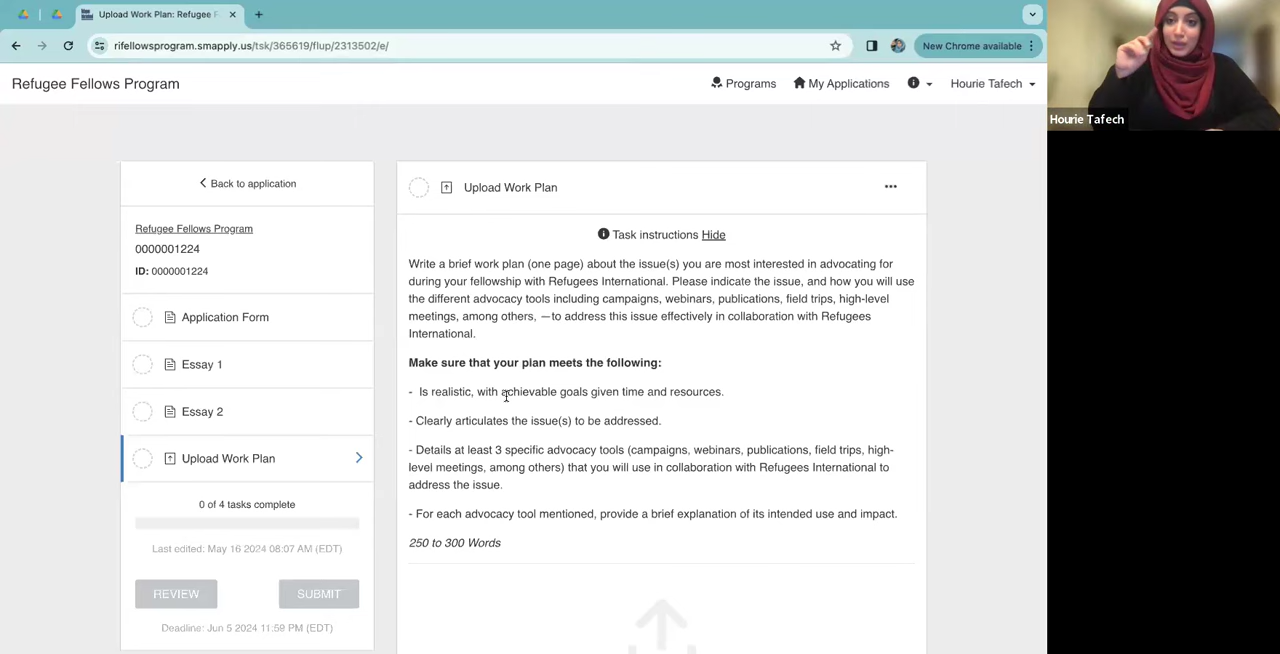 Upload Work Plan: Refugee F
rifellowsprogram.smapply.us/tsk/365619/flup/2313502/e/
New Chrome available
Refugee Fellows Program
Programs
My Applications
Hourie Tafech
Hourie Tafech
Back to application
Refugee Fellows Program
0000001224
ID: 0000001224
Application Form
Essay 1
Essay 2
Upload Work Plan
0 of 4 tasks complete
Last edited: May 16 2024 08:07 AM (EDT)
REVIEW
SUBMIT
Deadline: Jun 5 2024 11:59 PM (EDT)
Upload Work Plan
Task instructions Hide
Write a brief work plan (one page) about the issue(s) you are most interested in advocating for
during your fellowship with Refugees International. Please indicate the issue, and how you will use
the different advocacy tools including campaigns, webinars, publications, field trips, high-level
meetings, among others, —to address this issue effectively in collaboration with Refugees
International.
Make sure that your plan meets the following:
- Is realistic, with achievable goals given time and resources.
- Clearly articulates the issue(s) to be addressed.
- Details at least 3 specific advocacy tools (campaigns, webinars, publications, field trips, high-
level meetings, among others) that you will use in collaboration with Refugees International to
address the issue.
- For each advocacy tool mentioned, provide a brief explanation of its intended use and impact.
250 to 300 Words